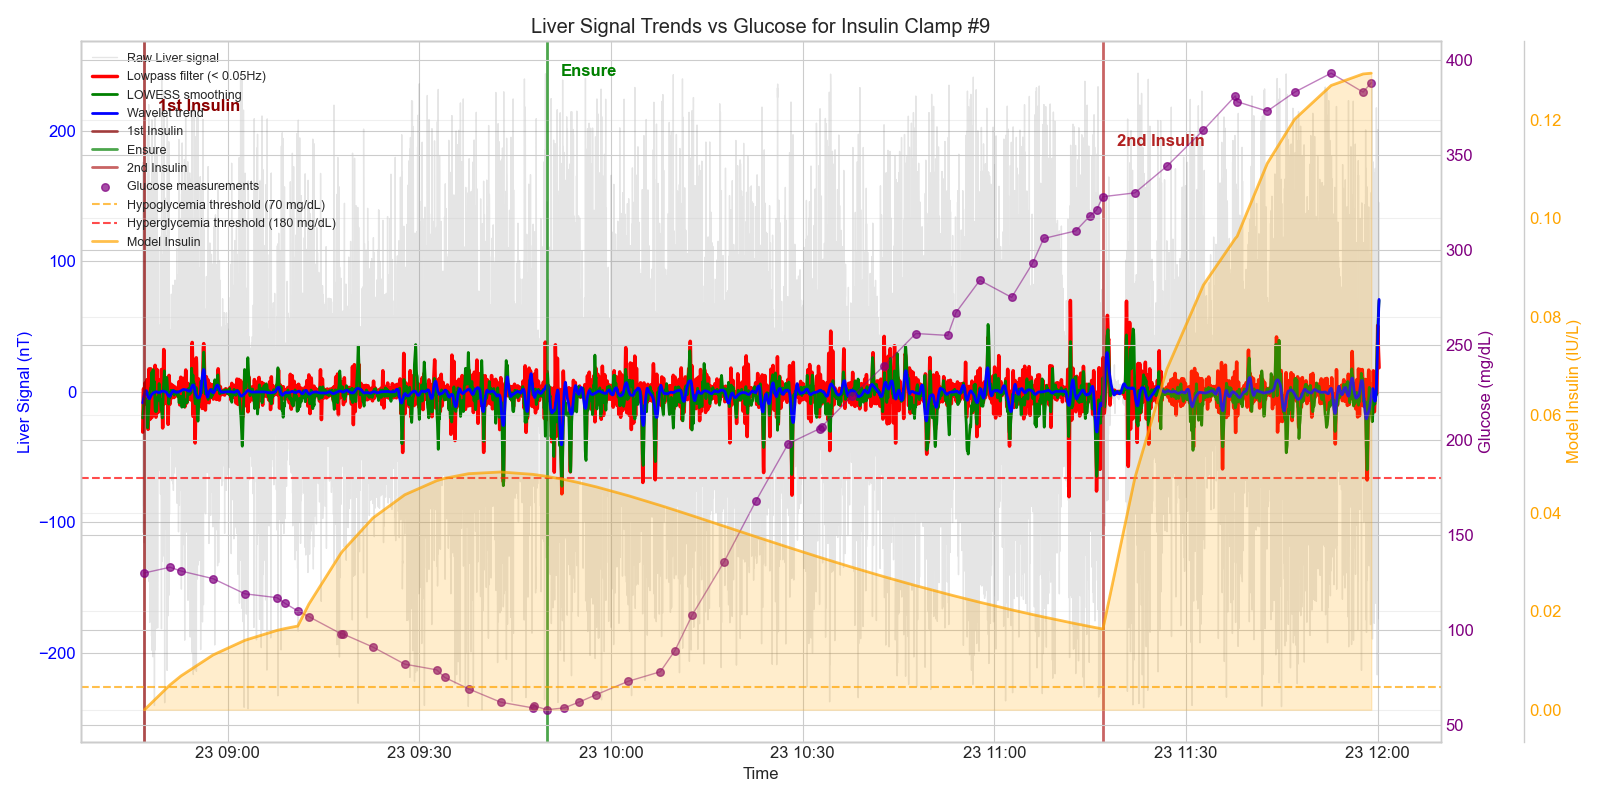 Liver Signal Trends vs Glucose for Insulin Clamp #9
Raw Liver signal
Lowpass filter (< 0.05Hz)
LOWESS smoothing
Wavelet trend
1st Insulin
Ensure
2nd Insulin
Glucose measurements
Hypoglycemia threshold (70 mg/dL)
Hyperglycemia threshold (180 mg/dL)
Model Insulin
1st Insulin
Ensure
2nd Insulin
Liver Signal (nT)
200
100
0
−100
−200
Glucose (mg/dL)
400
350
300
250
200
150
100
50
Model Insulin (IU/L)
0.12
0.10
0.08
0.06
0.04
0.02
0.00
23 09:00
23 09:30
23 10:00
23 10:30
23 11:00
23 11:30
23 12:00
Time